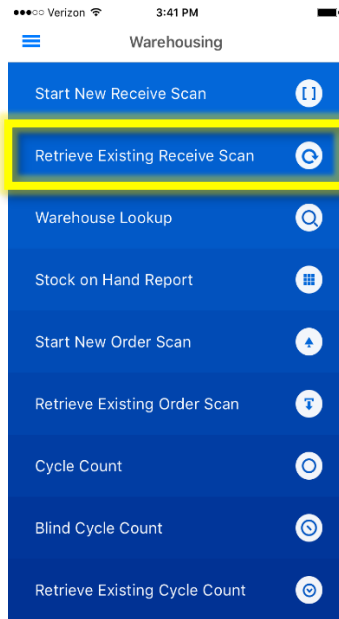 Verizon 3:41 PM
Warehousing
Start New Receive Scan
Retrieve Existing Receive Scan
Warehouse Lookup
Stock on Hand Report
Start New Order Scan
Retrieve Existing Order Scan
Cycle Count
Blind Cycle Count
Retrieve Existing Cycle Count